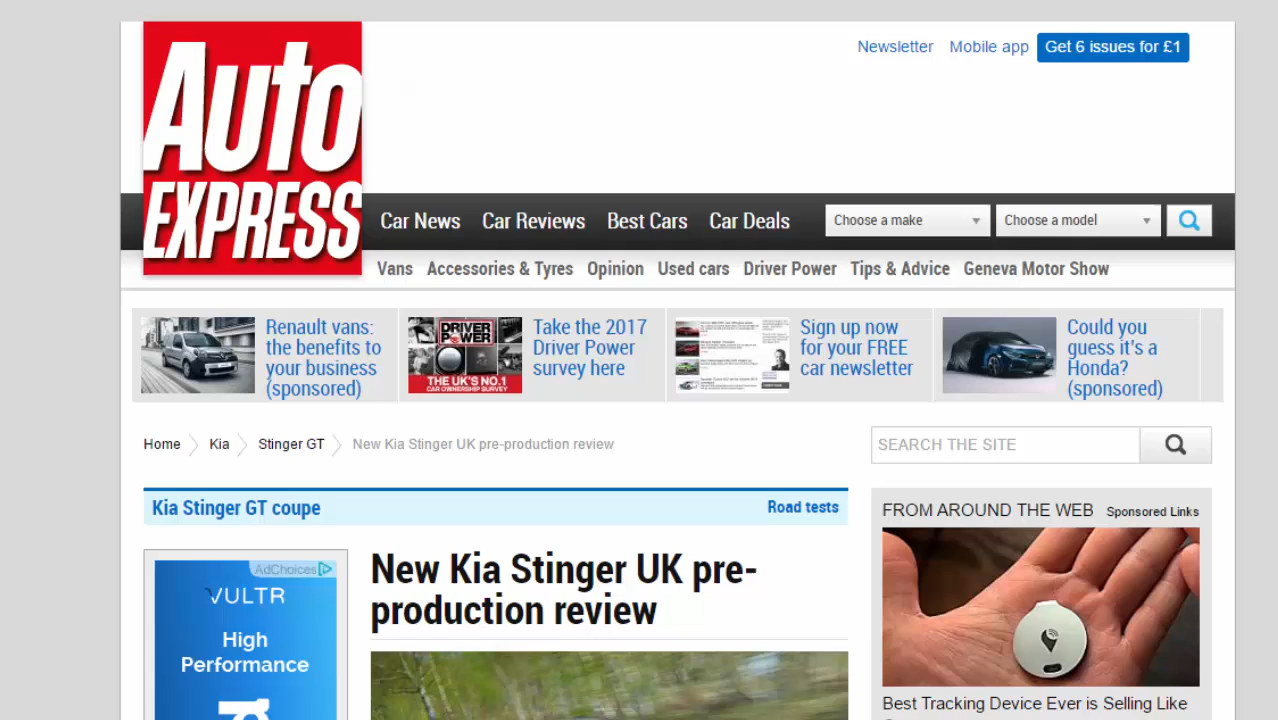 Auto
EXPRESS
Newsletter
Mobile app
Get 6 issues for £1
Car News
Car Reviews
Best Cars
Car Deals
Choose a make
Choose a model
Vans
Accessories & Tyres
Opinion
Used cars
Driver Power
Tips & Advice
Geneva Motor Show
Renault vans:
the benefits to
your business
(sponsored)
DRIVER
POWER
THE UK'S NO.1
CAR OWNERSHIP SURVEY
Take the 2017
Driver Power
survey here
Sign up now
for your FREE
car newsletter
Could you
guess it's a
Honda?
(sponsored)
Home
Kia
Stinger GT
New Kia Stinger UK pre-production review
SEARCH THE SITE
Kia Stinger GT coupe
Road tests
FROM AROUND THE WEB
Sponsored Links
AdChoices
VULTR
High
Performance
New Kia Stinger UK pre-
production review
Best Tracking Device Ever is Selling Like